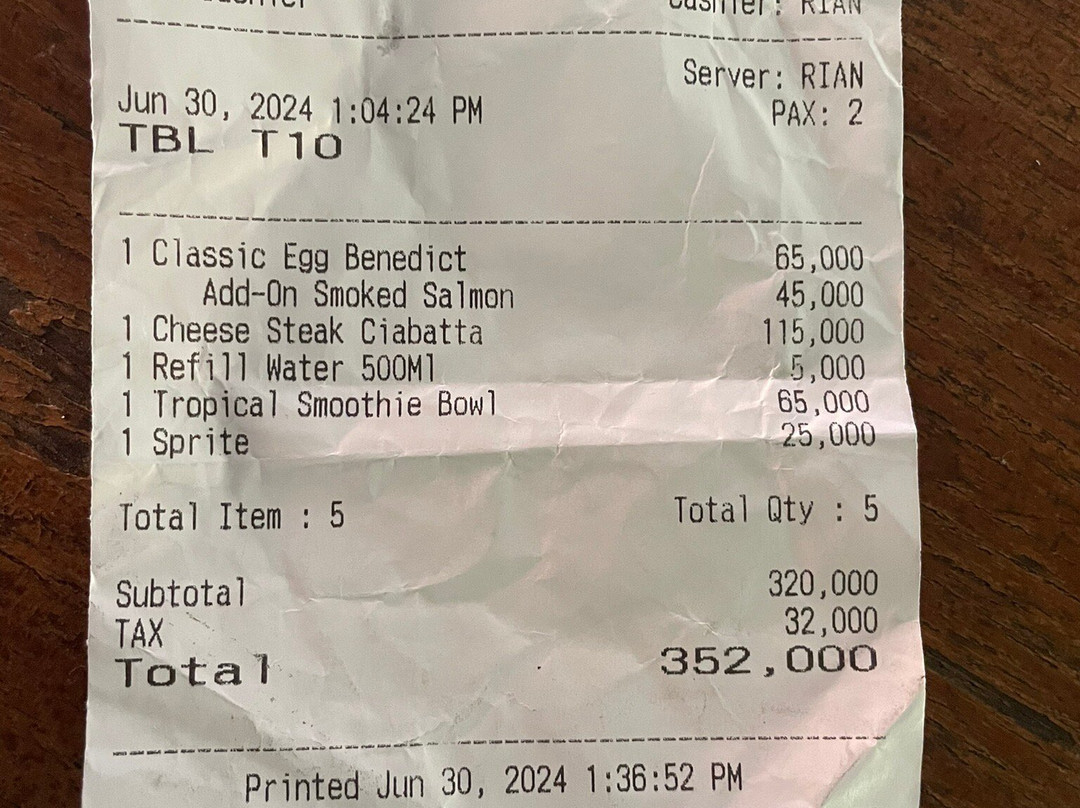 Cashier: RIAN
Server: RIAN
Jun 30, 2024 1:04:24 PM PAX: 2
TBL T10
1 Classic Egg Benedict 65,000
Add-On Smoked Salmon 45,000
1 Cheese Steak Ciabatta 115,000
1 Refill Water 500Ml 5,000
1 Tropical Smoothie Bowl 65,000
1 Sprite 25,000
Total Item : 5 Total Qty : 5
Subtotal 320,000
TAX 32,000
Total 352,000
Printed Jun 30, 2024 1:36:52 PM